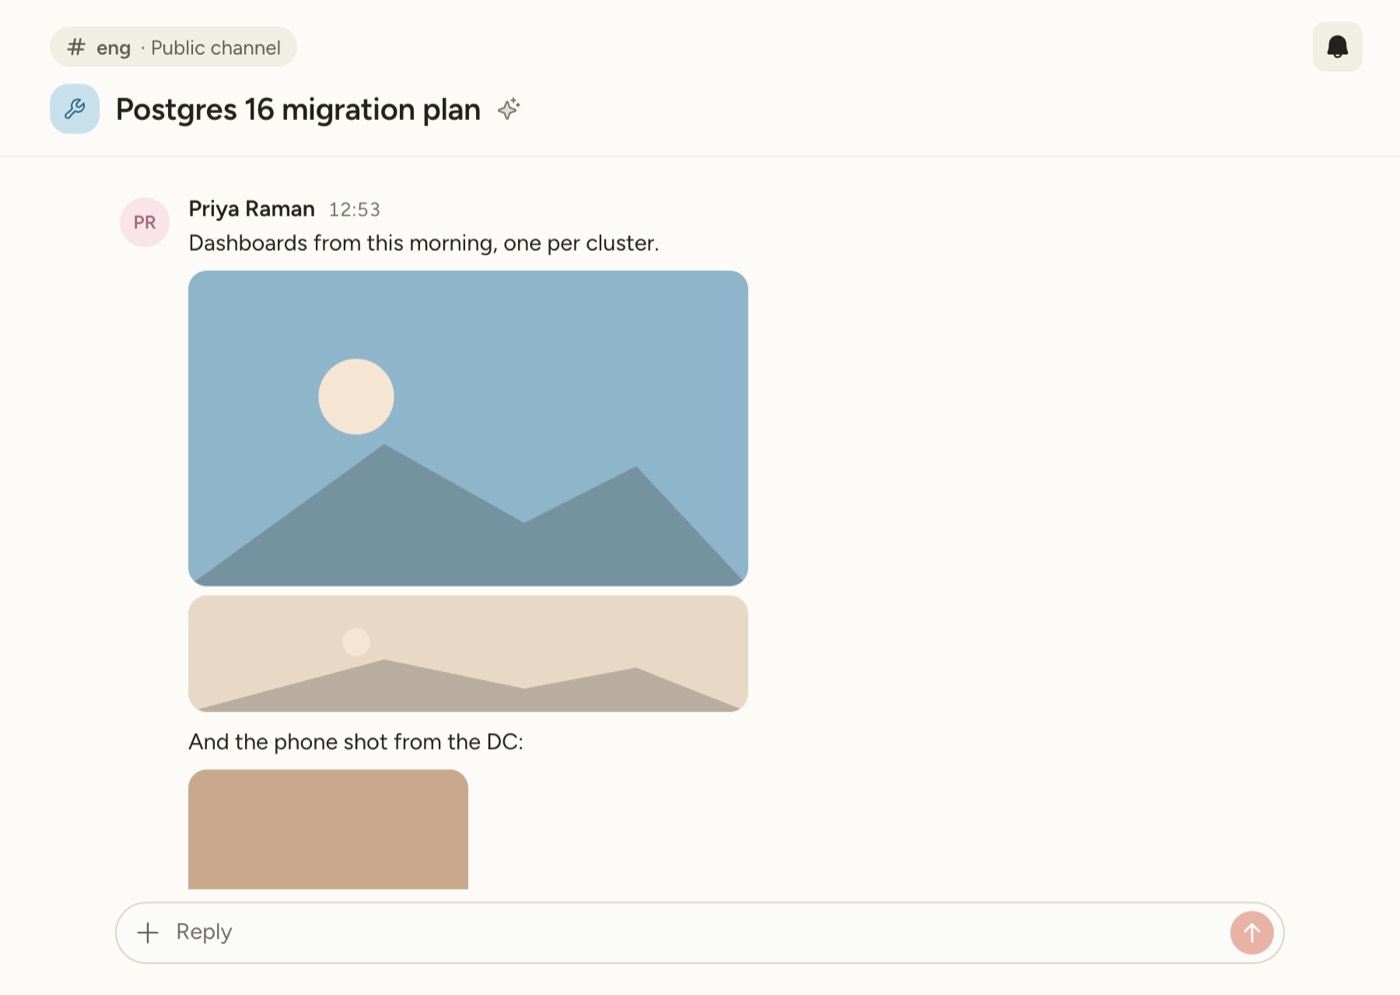 # eng · Public channel
Postgres 16 migration plan
PR
Priya Raman 12:53
Dashboards from this morning, one per cluster.
And the phone shot from the DC:
Reply